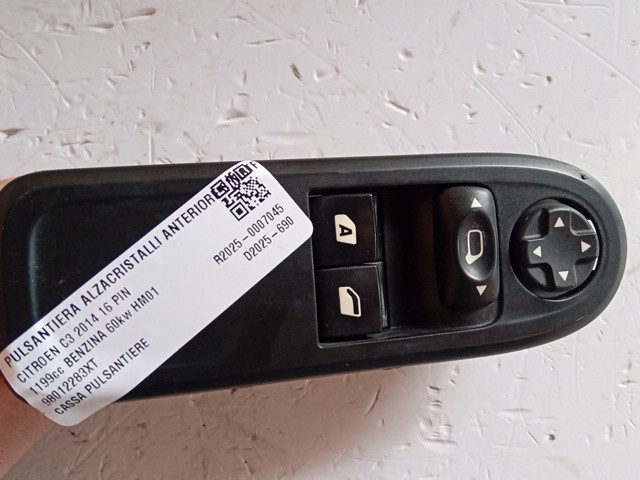 PULSANTIERA ALZACRISTALLI ANTERIORE
CITROEN C3 2014 16 PIN
1199cc BENZINA 60kw HM01
98012283XT
CASSA PULSANTIERE
R2025-0007045
D2025-690
A